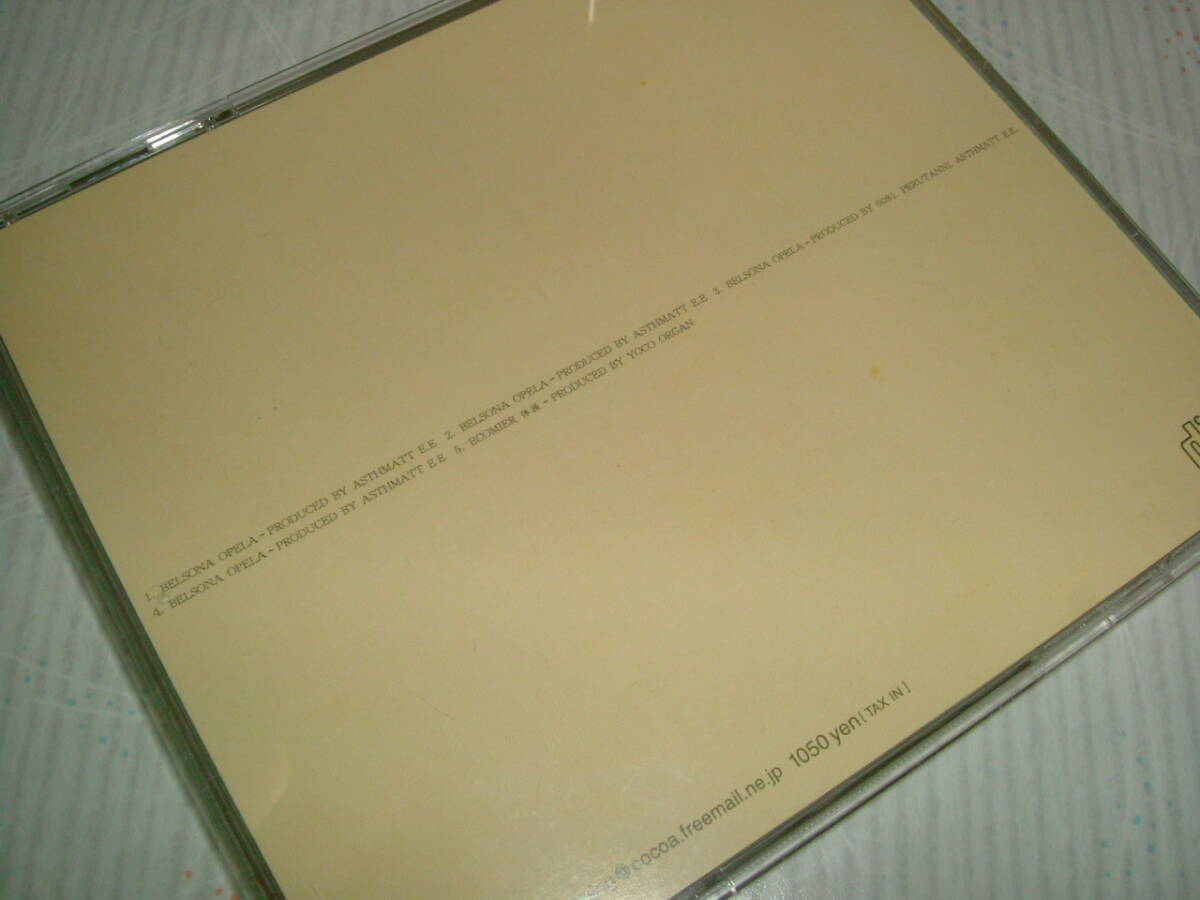 1. BELSONA OPELA - PRODUCED BY ASTHMATT E.E 2. BELSONA OPELA - PRODUCED BY ASTHMATT E.E 3. BELSONA OPELA - PRODUCED BY PERUTANNI, ASTHMATT E.E.
4. BELSONA OPELA - PRODUCED BY ASTHMATT E.E 5. ECOMIER - PRODUCED BY YOCO ORGAN
@cocoa.freemail.ne.jp 1050 yen [ TAX IN ]